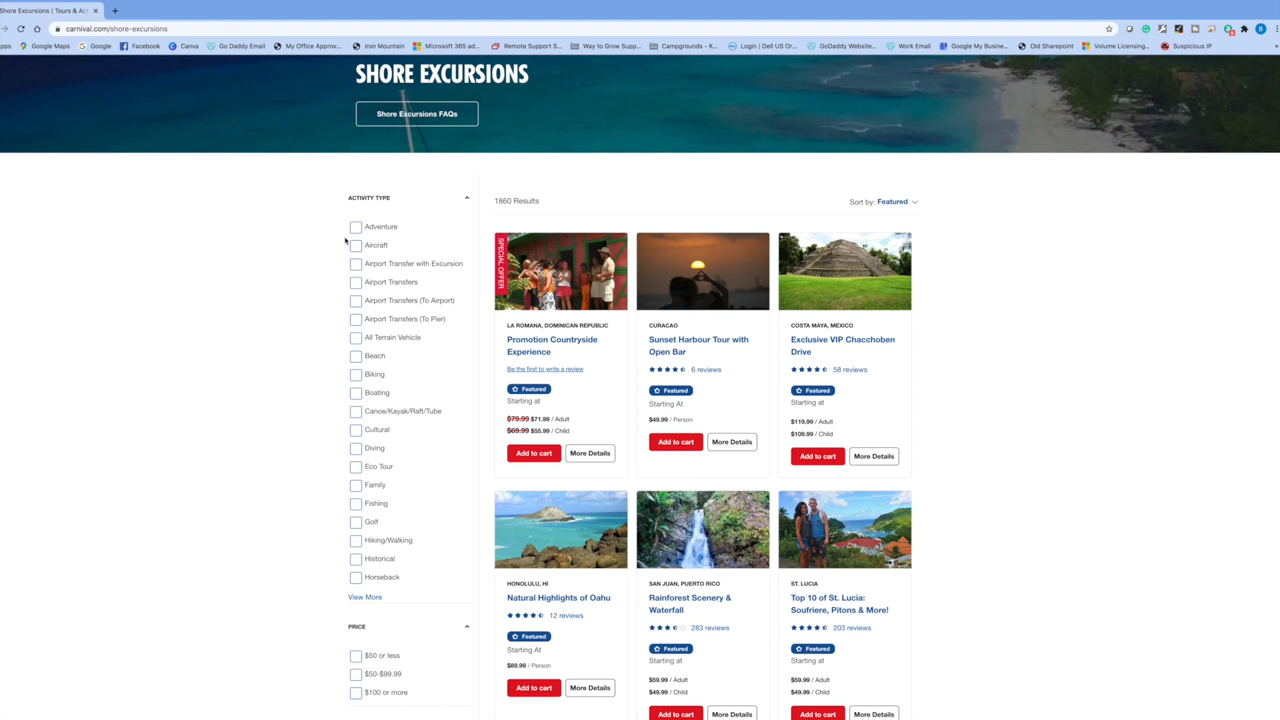 Shore Excursions | Tours & Act
carnival.com/shore-excursions
pps
Google Maps
Google
Facebook
Canva
Go Daddy Email
My Office Approv...
Iron Mountain
Microsoft 365 ad...
Remote Support S...
Way to Grow Supp...
Campgrounds - K...
Login | Dell US Or...
GoDaddy Website...
Work Email
Google My Busine...
Old Sharepoint
Volume Licensing...
Suspicious IP
SHORE EXCURSIONS
Shore Excursions FAQs
ACTIVITY TYPE
Adventure
Aircraft
Airport Transfer with Excursion
Airport Transfers
Airport Transfers (To Airport)
Airport Transfers (To Pier)
All Terrain Vehicle
Beach
Biking
Boating
Canoe/Kayak/Raft/Tube
Cultural
Diving
Eco Tour
Family
Fishing
Golf
Hiking/Walking
Historical
Horseback
View More
PRICE
$50 or less
$50-$99.99
$100 or more
1860 Results
Sort by: Featured
SPECIAL OFFER
LA ROMANA, DOMINICAN REPUBLIC
Promotion Countryside
Experience
Be the first to write a review
Featured
Starting at
$79.99 $71.99 / Adult
$69.99 $55.99 / Child
Add to cart
More Details
CURACAO
Sunset Harbour Tour with
Open Bar
6 reviews
Featured
Starting At
$49.99 / Person
Add to cart
More Details
COSTA MAYA, MEXICO
Exclusive VIP Chacchoben
Drive
58 reviews
Featured
Starting at
$119.99 / Adult
$109.99 / Child
Add to cart
More Details
HONOLULU, HI
Natural Highlights of Oahu
12 reviews
Featured
Starting At
$89.99 / Person
Add to cart
More Details
SAN JUAN, PUERTO RICO
Rainforest Scenery &
Waterfall
283 reviews
Featured
Starting at
$59.99 / Adult
$49.99 / Child
Add to cart
More Details
ST. LUCIA
Top 10 of St. Lucia:
Soufriere, Pitons & More!
203 reviews
Featured
Starting at
$59.99 / Adult
$49.99 / Child
Add to cart
More Details